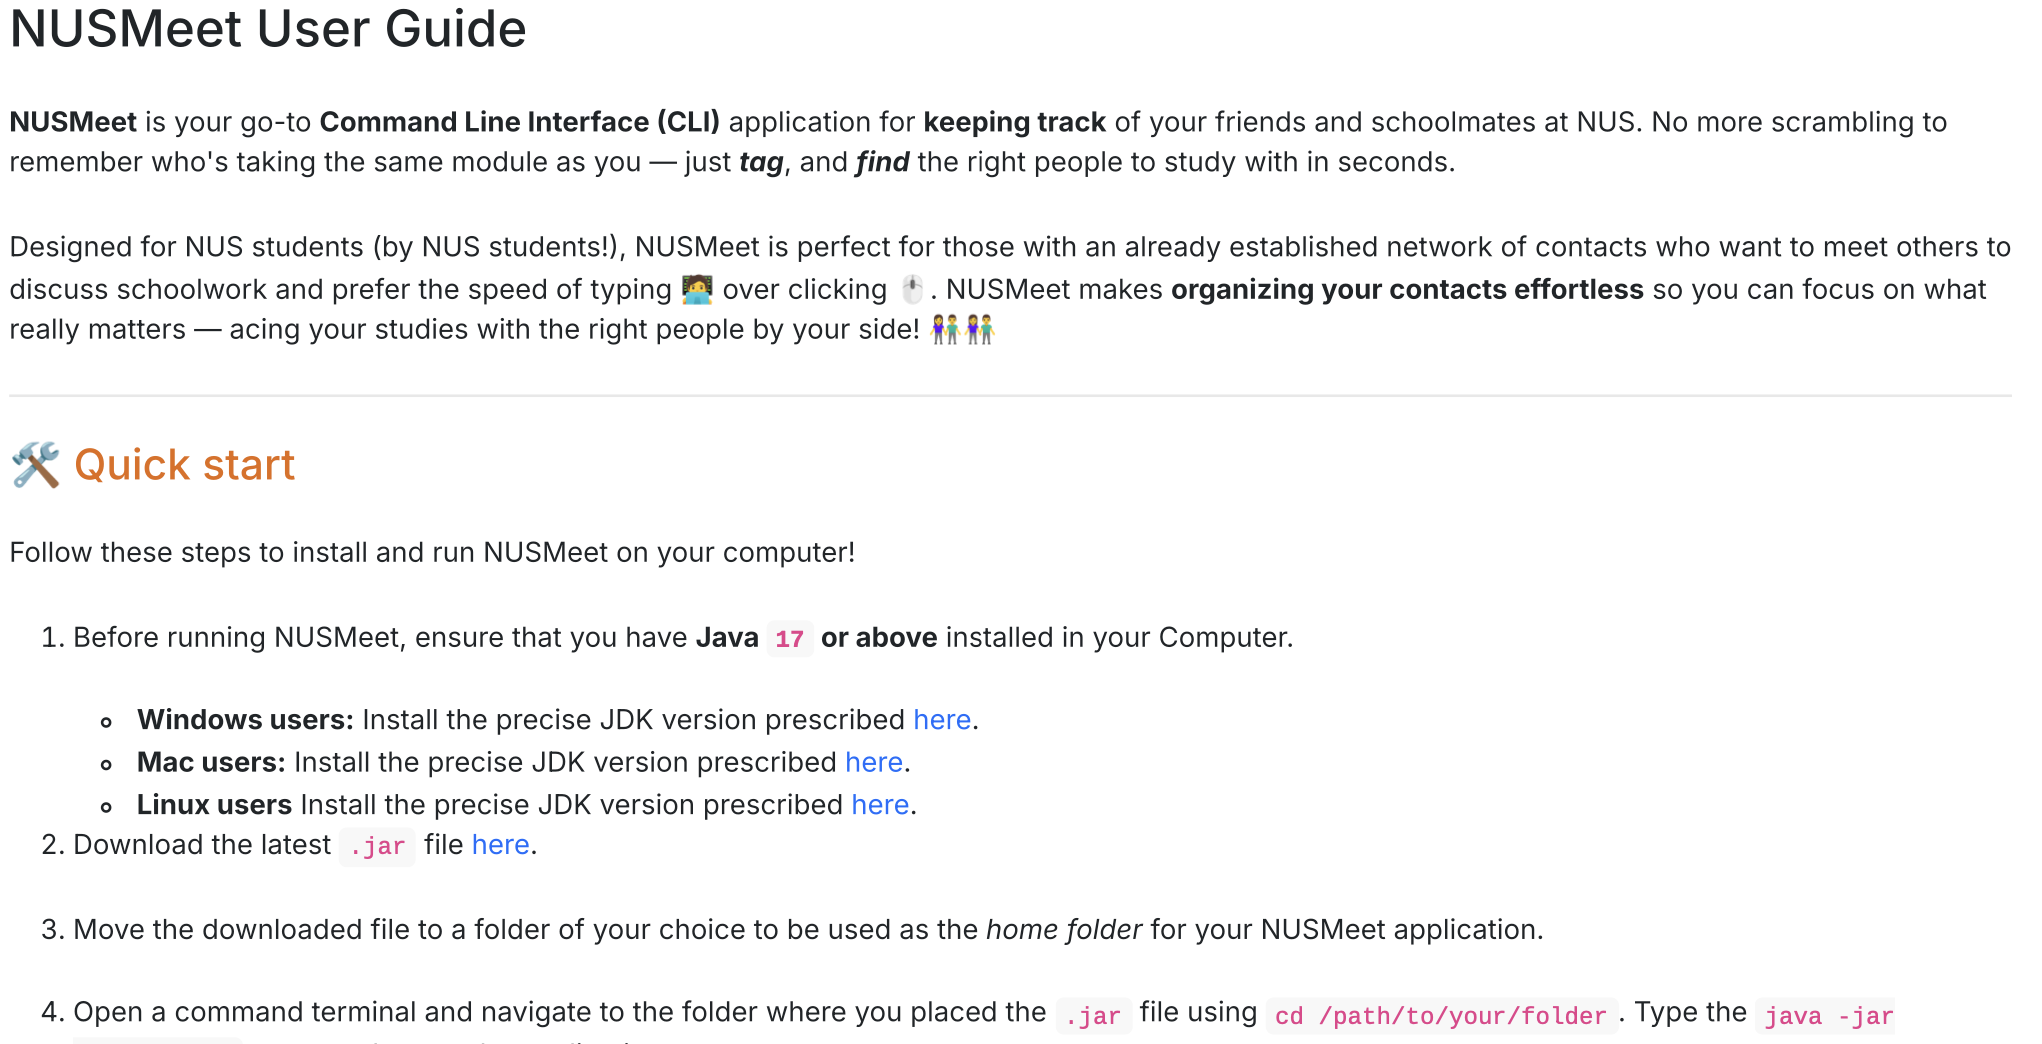 NUSMeet User Guide
NUSMeet is your go-to Command Line Interface (CLI) application for keeping track of your friends and schoolmates at NUS. No more scrambling to
remember who's taking the same module as you — just tag, and find the right people to study with in seconds.
Designed for NUS students (by NUS students!), NUSMeet is perfect for those with an already established network of contacts who want to meet others to
discuss schoolwork and prefer the speed of typing 🧑‍💻 over clicking 🖱️. NUSMeet makes organizing your contacts effortless so you can focus on what
really matters — acing your studies with the right people by your side! 👫👫
🛠️ Quick start
Follow these steps to install and run NUSMeet on your computer!
1. Before running NUSMeet, ensure that you have Java 17 or above installed in your Computer.
Windows users: Install the precise JDK version prescribed here.
Mac users: Install the precise JDK version prescribed here.
Linux users Install the precise JDK version prescribed here.
2. Download the latest .jar file here.
3. Move the downloaded file to a folder of your choice to be used as the home folder for your NUSMeet application.
4. Open a command terminal and navigate to the folder where you placed the .jar file using cd /path/to/your/folder. Type the java -jar